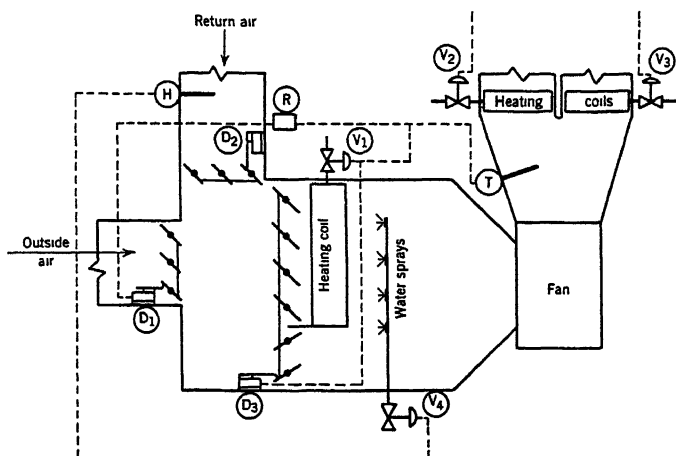 Return air
V2
V3
H
R
Heating
coils
D2
V1
T
Outside
air
Heating coil
Water sprays
Fan
D1
D3
V4